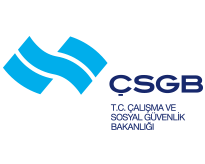 ÇSGB
T.C. ÇALIŞMA VE
SOSYAL GÜVENLİK
BAKANLIĞI